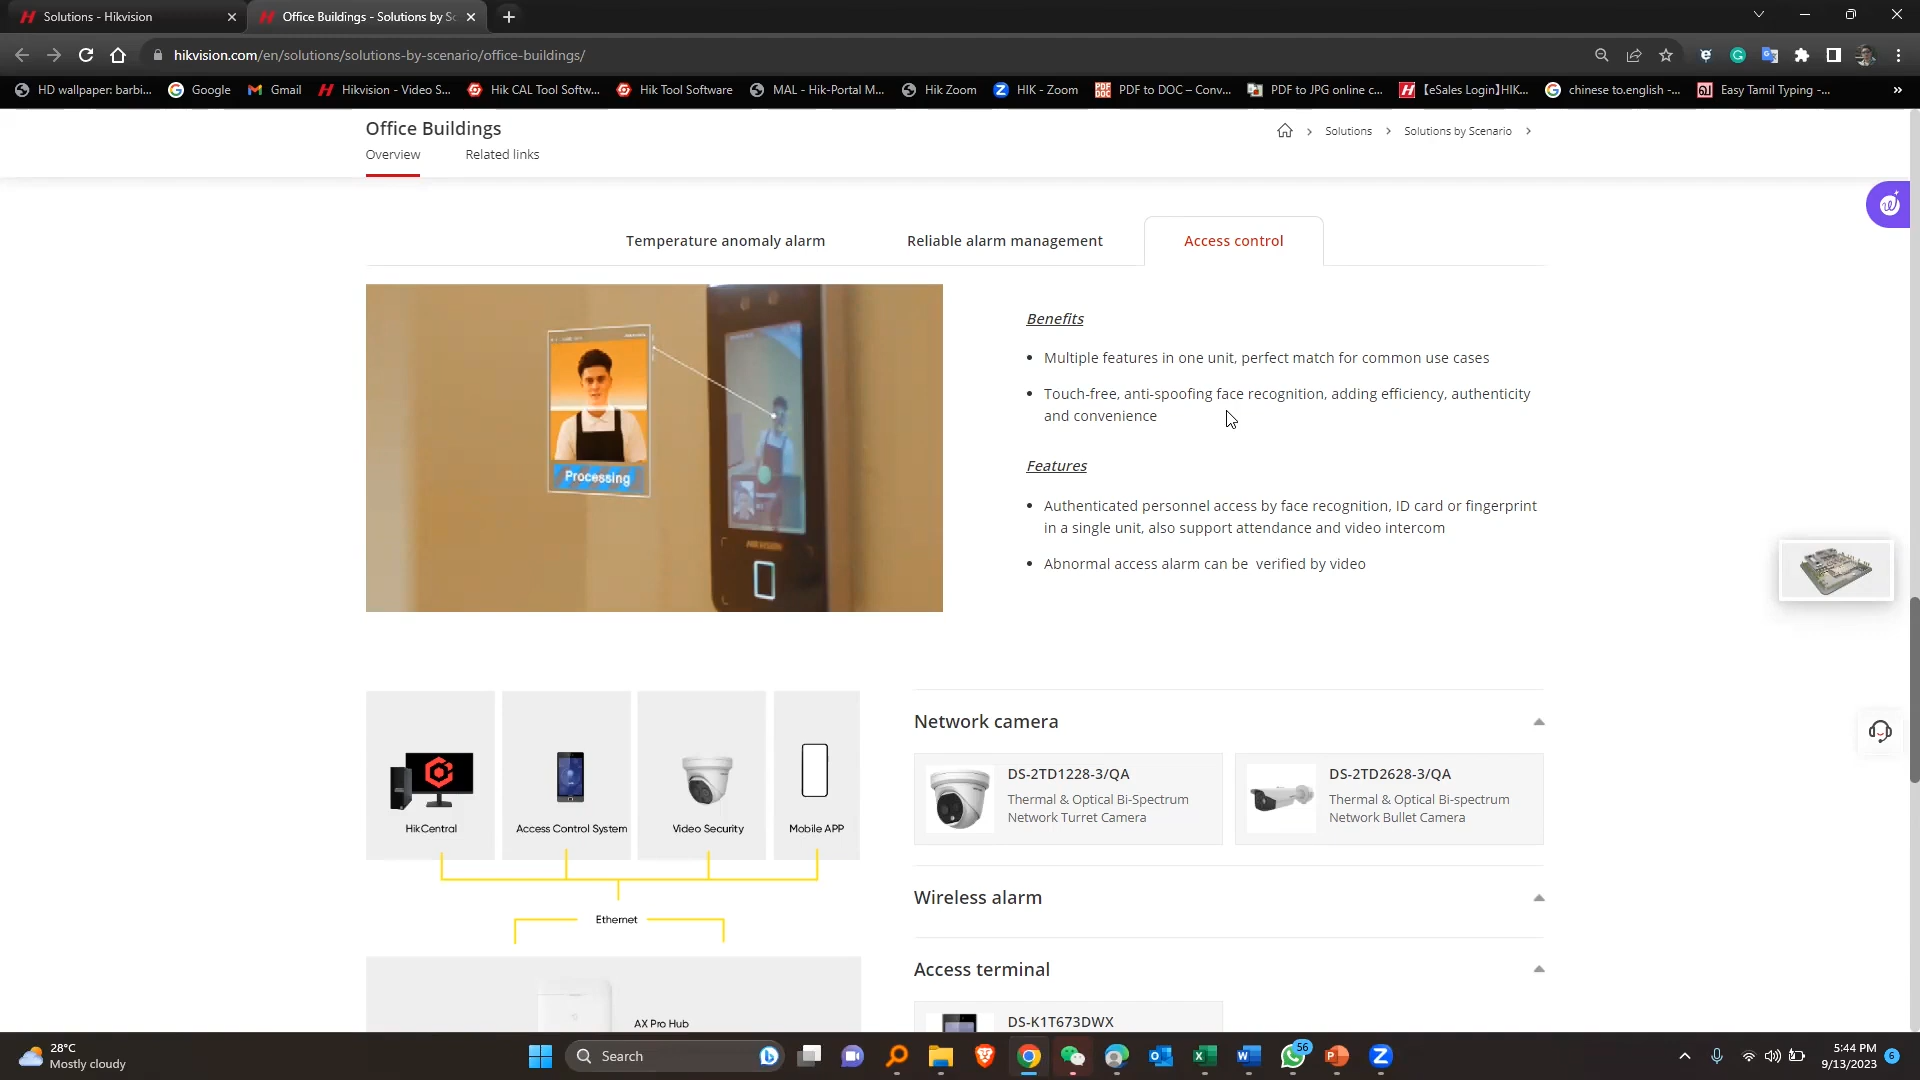 Solutions - Hikvision
Office Buildings - Solutions by Sc
hikvision.com/en/solutions/solutions-by-scenario/office-buildings/
HD wallpaper: barbi...
Google
Gmail
Hikvision - Video S...
Hik CAL Tool Softw...
Hik Tool Software
MAL - Hik-Portal M...
Hik Zoom
HIK - Zoom
PDF to DOC – Conv...
PDF to JPG online c...
【eSales Login】HIK...
chinese to.english -...
Easy Tamil Typing -...
Office Buildings
Solutions
Solutions by Scenario
Overview
Related links
Temperature anomaly alarm
Reliable alarm management
Access control
Processing
HIKVISION
Benefits
• Multiple features in one unit, perfect match for common use cases
• Touch-free, anti-spoofing face recognition, adding efficiency, authenticity
and convenience
Features
• Authenticated personnel access by face recognition, ID card or fingerprint
in a single unit, also support attendance and video intercom
• Abnormal access alarm can be verified by video
HikCentral
Access Control System
Video Security
Mobile APP
Ethernet
AX Pro Hub
Network camera
DS-2TD1228-3/QA
Thermal & Optical Bi-Spectrum
Network Turret Camera
DS-2TD2628-3/QA
Thermal & Optical Bi-spectrum
Network Bullet Camera
Wireless alarm
Access terminal
DS-K1T673DWX
28°C
Mostly cloudy
Search
56
5:44 PM
9/13/2023
6